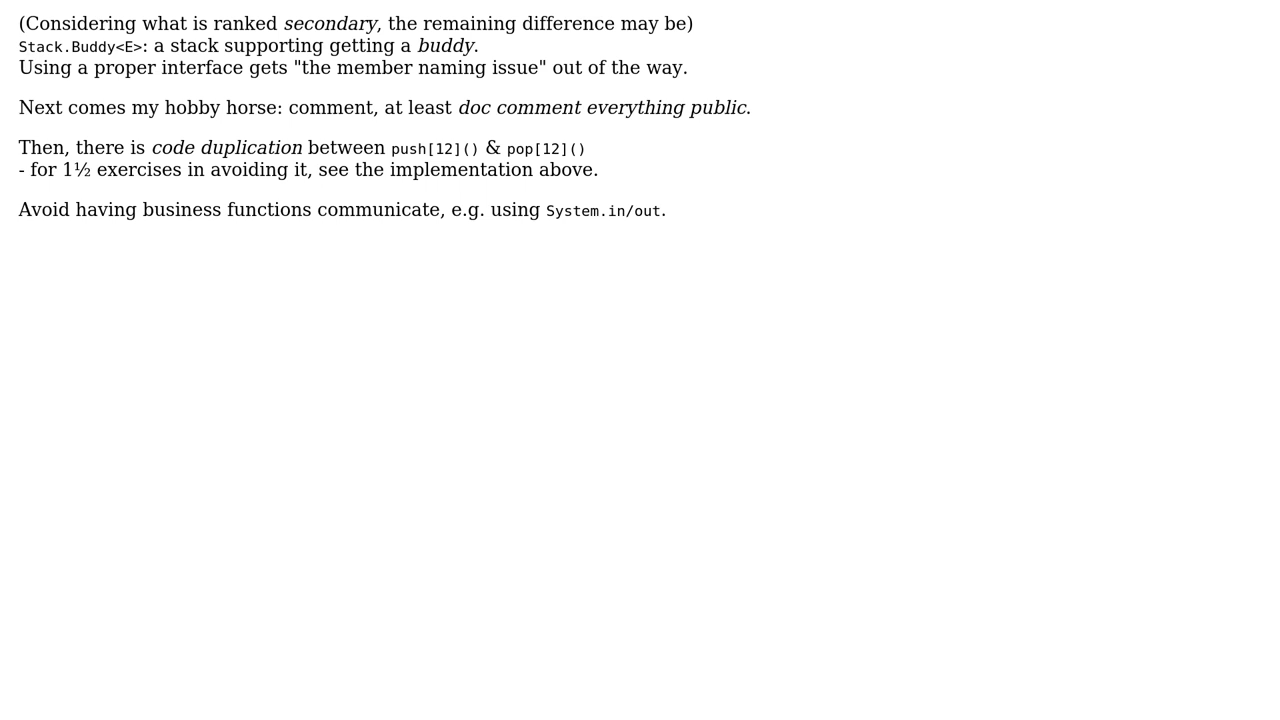 (Considering what is ranked secondary, the remaining difference may be)
Stack.Buddy<E>: a stack supporting getting a buddy.
Using a proper interface gets "the member naming issue" out of the way.
Next comes my hobby horse: comment, at least doc comment everything public.
Then, there is code duplication between push[12]() & pop[12]()
- for 1½ exercises in avoiding it, see the implementation above.
Avoid having business functions communicate, e.g. using System.in/out.